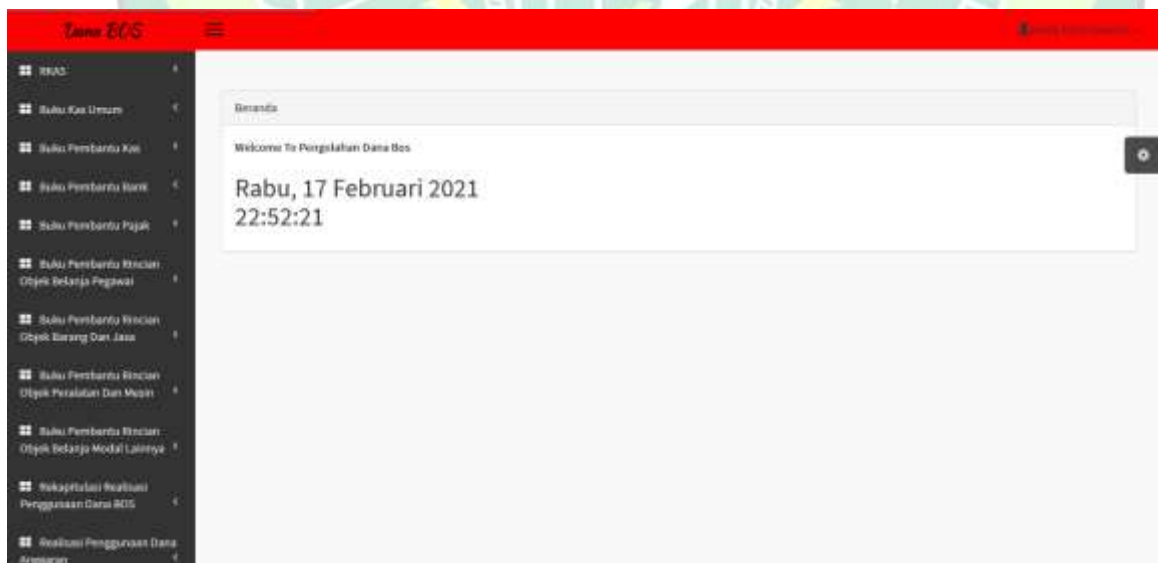 Dana BOS
RKAS
Buku Kas Umum
Buku Pembantu Kas
Buku Pembantu Bank
Buku Pembantu Pajak
Buku Pembantu Rincian
Objek Belanja Pegawai
Buku Pembantu Rincian
Objek Barang Dan Jasa
Buku Pembantu Rincian
Objek Peralatan Dan Mesin
Buku Pembantu Rincian
Objek Belanja Modal Lainnya
Rekapitulasi Realisasi
Penggunaan Dana BOS
Realisasi Penggunaan Dana
Anggaran
Beranda
Welcome To Pengolahan Dana Bos
Rabu, 17 Februari 2021
22:52:21